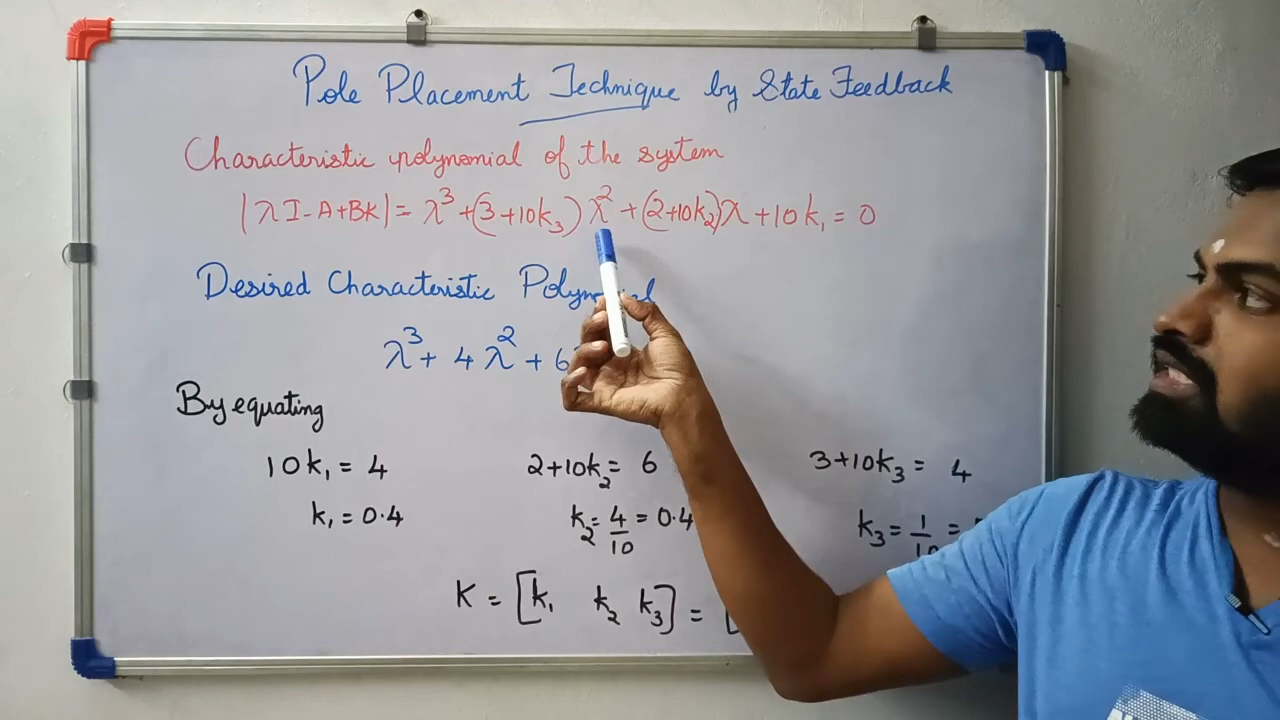 Pole Placement Technique by State Feedback
Characteristic polynomial of the system
|λI-A+BK| = λ³+(3+10k₃)λ²+(2+10k₂)λ+10k₁=0
Desired Characteristic Polynomial
λ³+4λ²+6
By equating
10k₁=4 2+10k₂=6 3+10k₃=4
k₁=0.4 k₂=4/10=0.4 k₃=1/10=
K=[k₁ k₂ k₃]=[